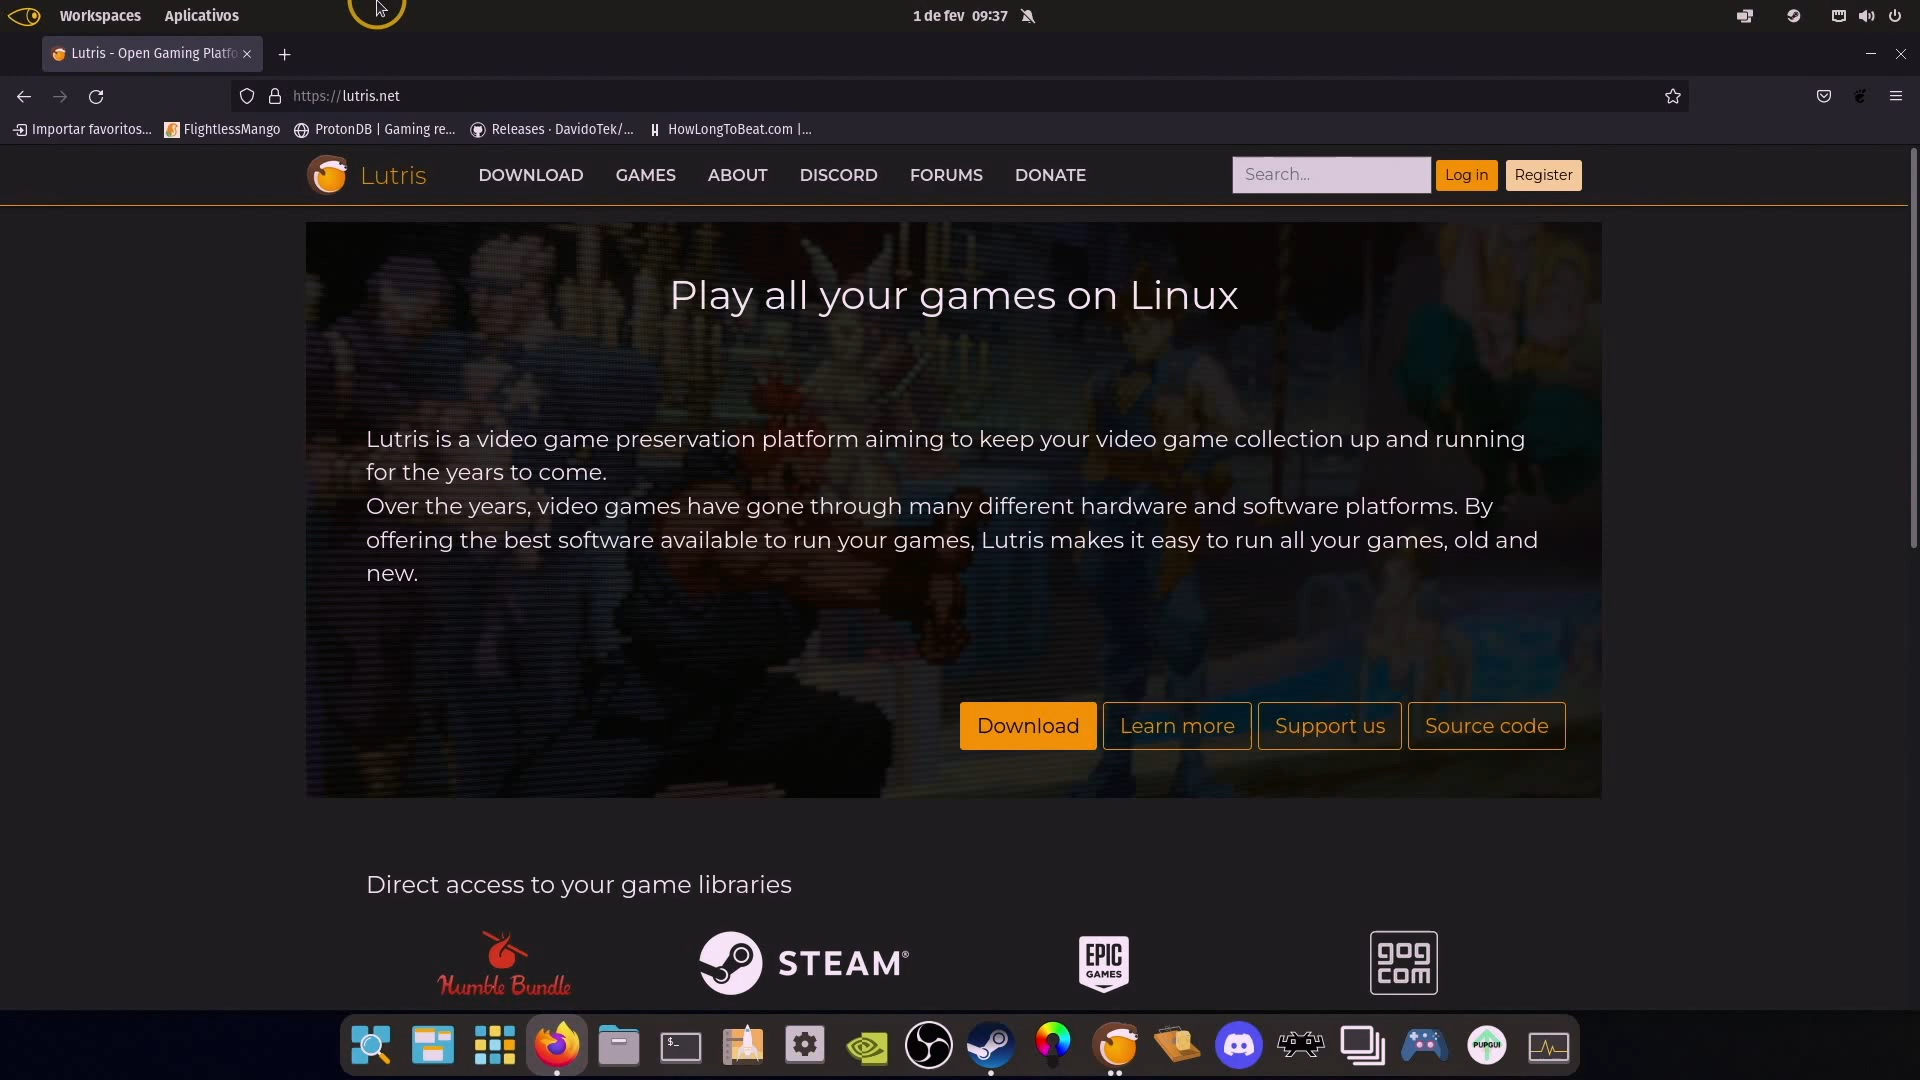 Workspaces Aplicativos 1 de fev 09:37
Lutris - Open Gaming Platfo
https://lutris.net
Importar favoritos... FlightlessMango ProtonDB | Gaming re... Releases · DavidoTek/... HowLongToBeat.com |...
Lutris DOWNLOAD GAMES ABOUT DISCORD FORUMS DONATE Search... Log in Register
Play all your games on Linux
Lutris is a video game preservation platform aiming to keep your video game collection up and running
for the years to come.
Over the years, video games have gone through many different hardware and software platforms. By
offering the best software available to run your games, Lutris makes it easy to run all your games, old and
new.
Download Learn more Support us Source code
Direct access to your game libraries
Humble Bundle STEAM® EPIC GAMES gog com
$_ PUPGUI